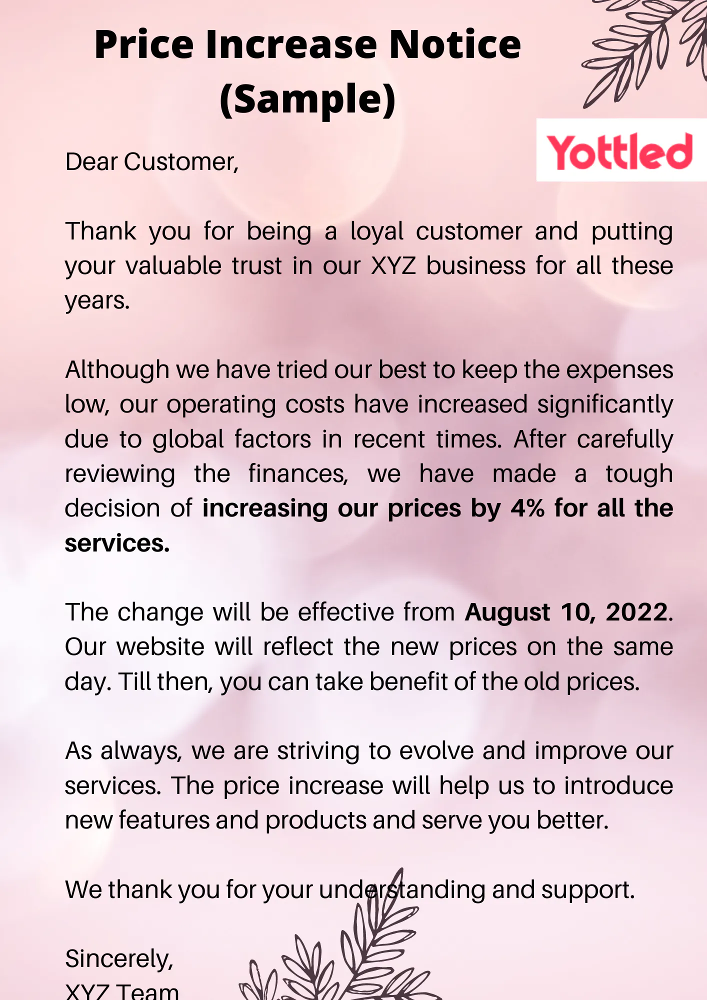 Price Increase Notice
(Sample)
Yottled
Dear Customer,
Thank you for being a loyal customer and putting
your valuable trust in our XYZ business for all these
years.
Although we have tried our best to keep the expenses
low, our operating costs have increased significantly
due to global factors in recent times. After carefully
reviewing the finances, we have made a tough
decision of increasing our prices by 4% for all the
services.
The change will be effective from August 10, 2022.
Our website will reflect the new prices on the same
day. Till then, you can take benefit of the old prices.
As always, we are striving to evolve and improve our
services. The price increase will help us to introduce
new features and products and serve you better.
We thank you for your understanding and support.
Sincerely,
XYZ Team